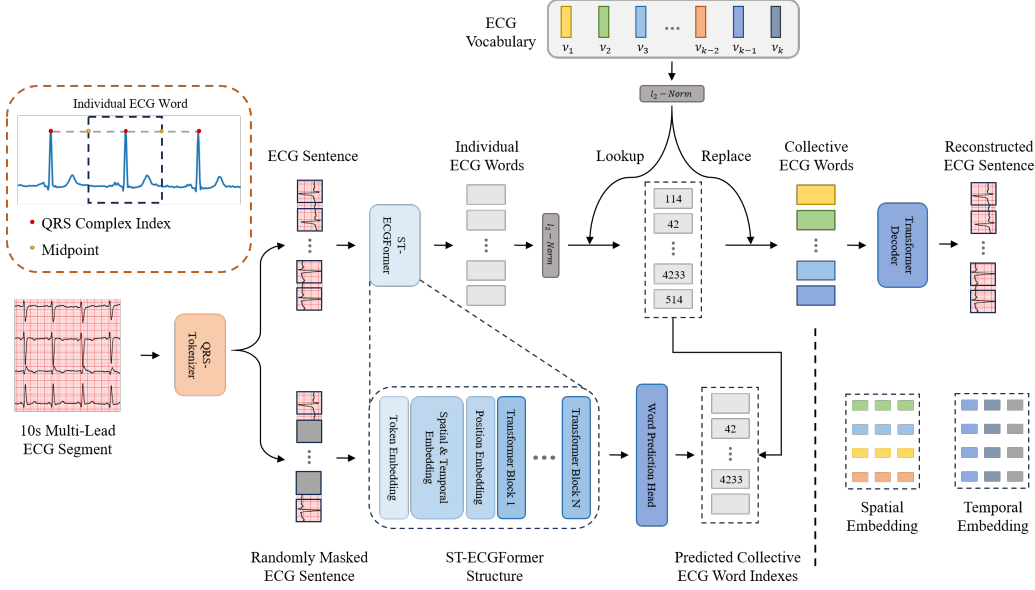 ECG
Vocabulary
v1 v2 v3 ... vk−2 vk−1 vk
l2 − Norm
Individual ECG Word
QRS Complex Index
Midpoint
ECG Sentence
Individual
ECG Words
Lookup
Replace
Collective
ECG Words
Reconstructed
ECG Sentence
ST-
ECGFormer
l2 − Norm
114
42
4233
514
Transformer
Decoder
QRS-
Tokenizer
10s Multi-Lead
ECG Segment
Token Embedding
Spatial & Temporal
Embedding
Position Embedding
Transformer Block 1
Transformer Block N
Word Prediction Head
42
4233
Randomly Masked
ECG Sentence
ST-ECGFormer
Structure
Predicted Collective
ECG Word Indexes
Spatial
Embedding
Temporal
Embedding